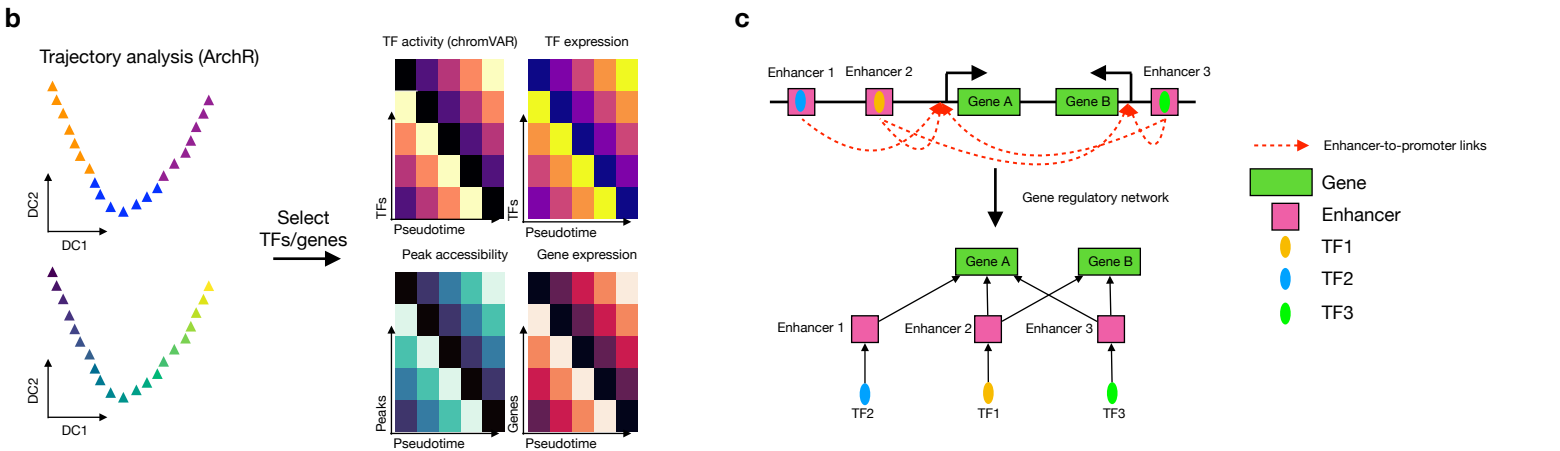 b
Trajectory analysis (ArchR)
DC2
DC1
DC2
DC1
Select
TFs/genes
TF activity (chromVAR)
TFs
Pseudotime
TF expression
TFs
Pseudotime
Peak accessibility
Peaks
Pseudotime
Gene expression
Genes
Pseudotime
c
Enhancer 1
Enhancer 2
Enhancer 3
Gene A
Gene B
Gene regulatory network
Gene A
Gene B
Enhancer 1
Enhancer 2
Enhancer 3
TF2
TF1
TF3
Enhancer-to-promoter links
Gene
Enhancer
TF1
TF2
TF3